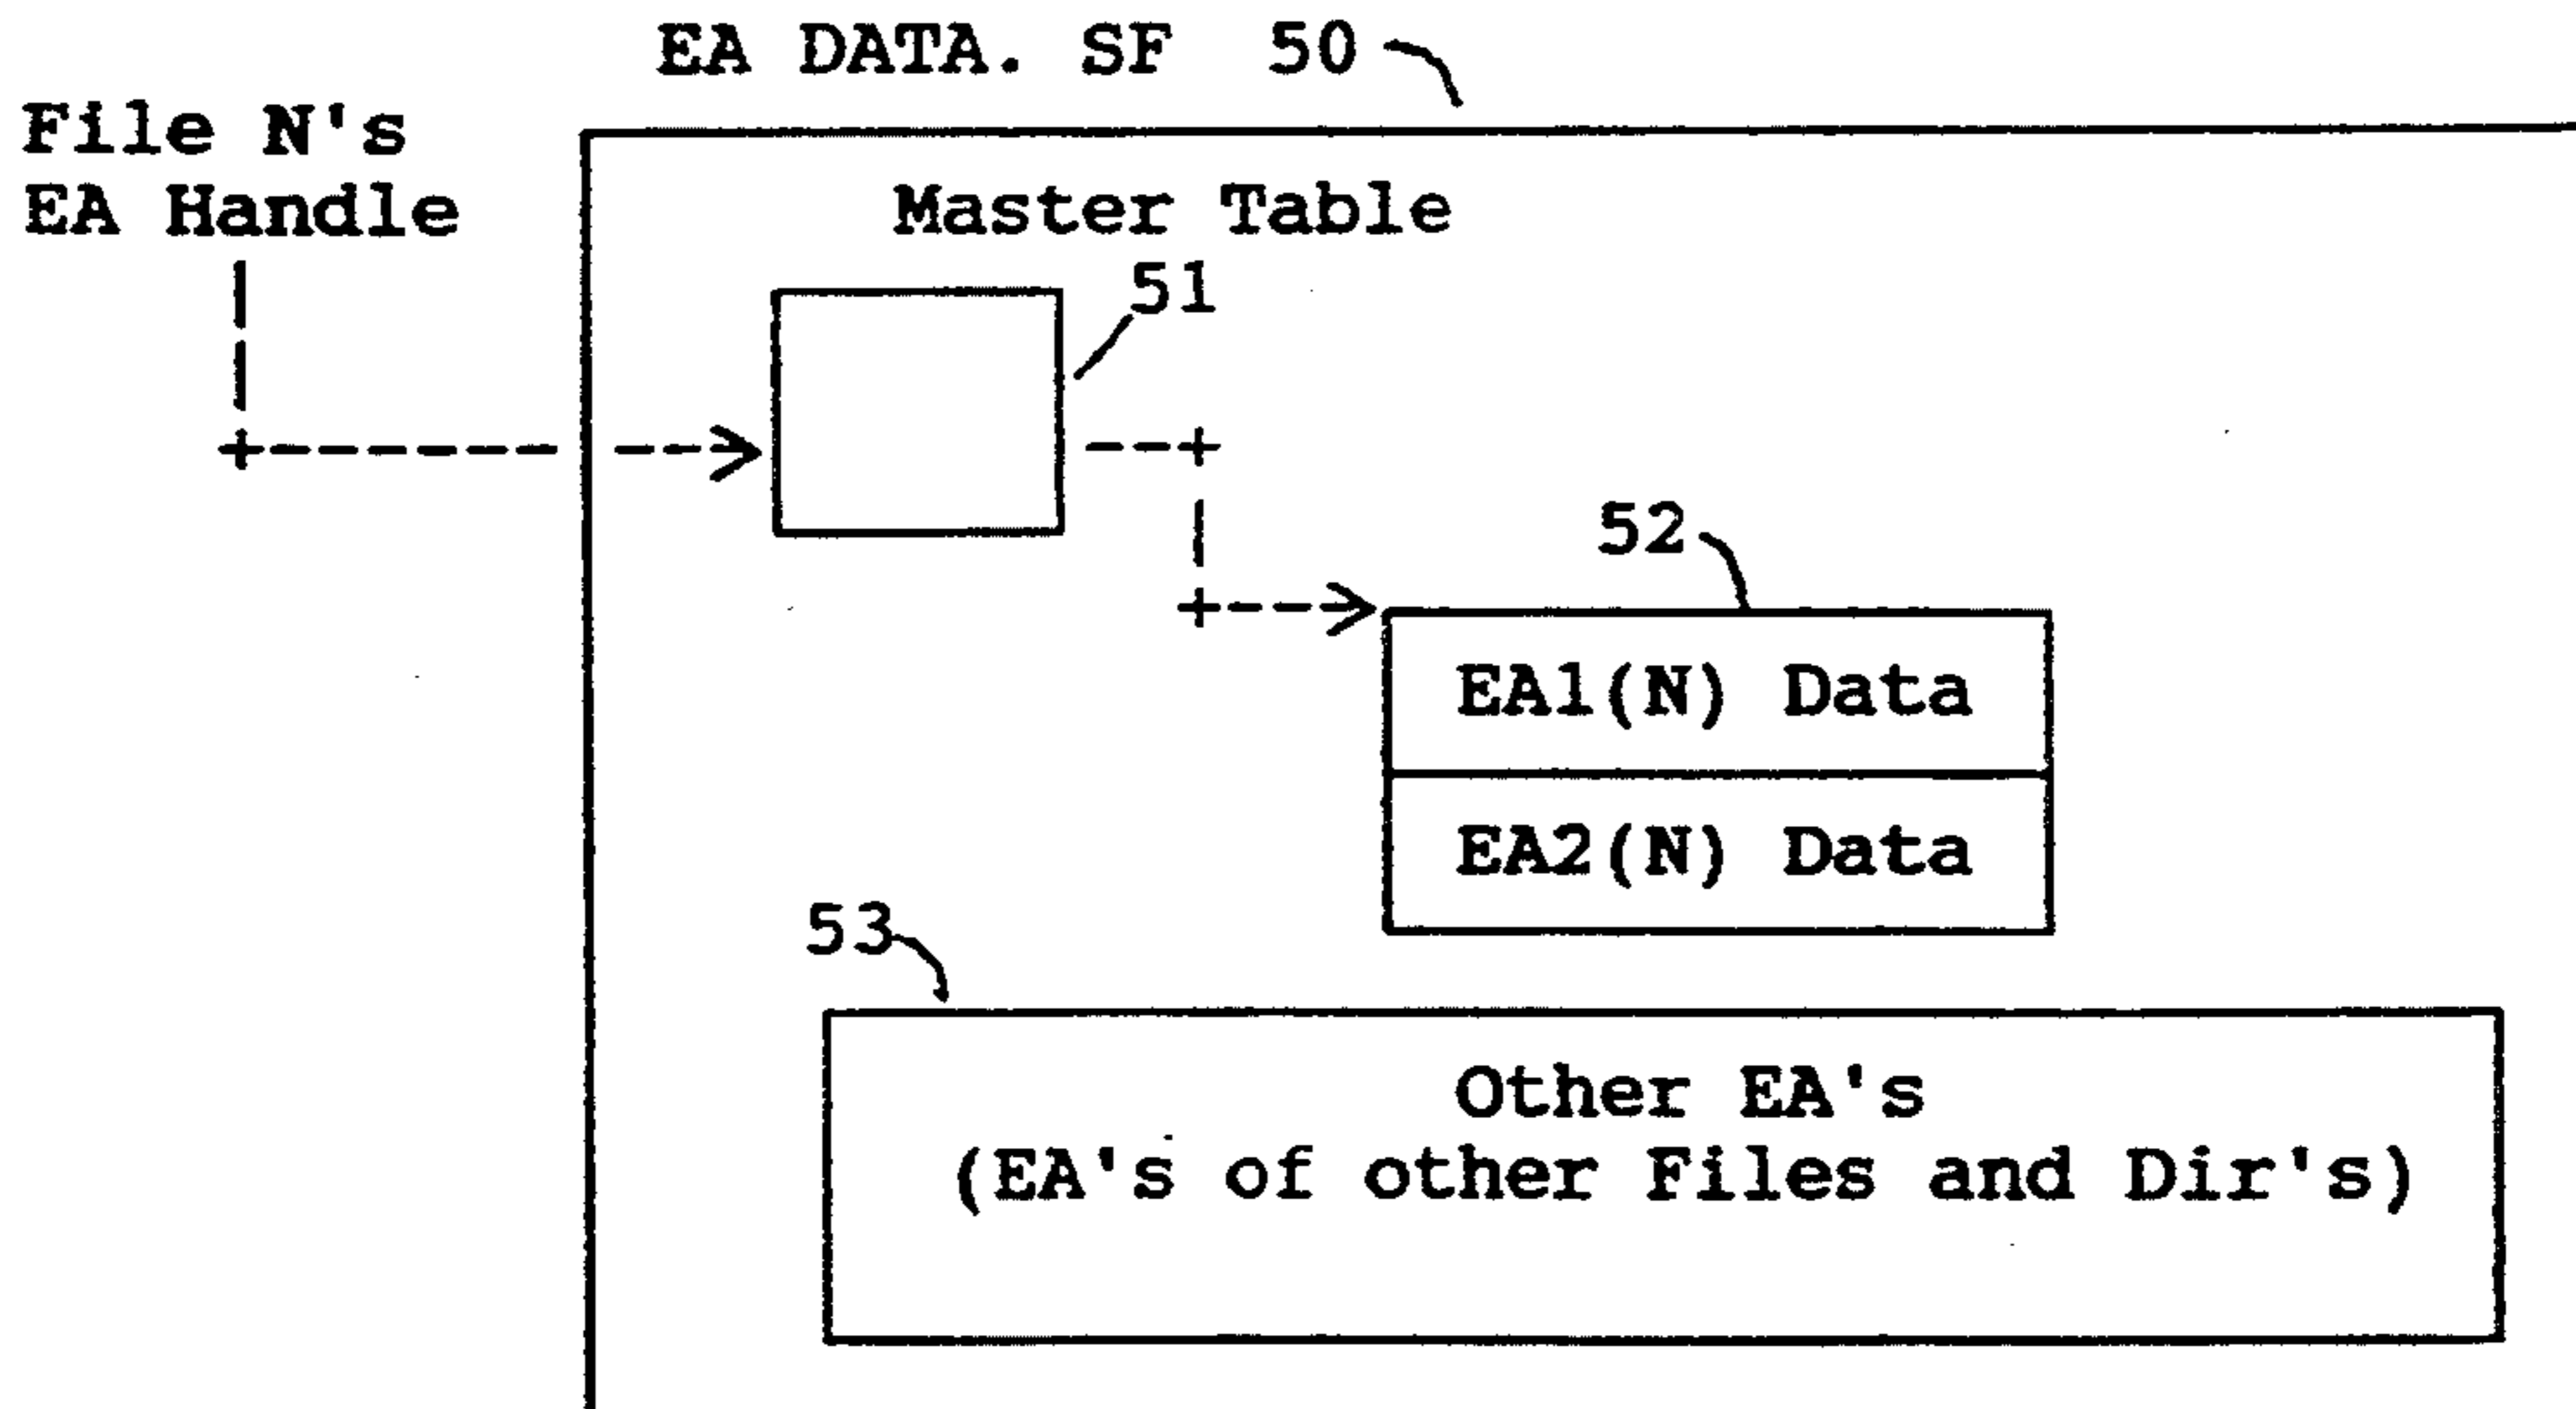 EA DATA. SF 50
File N's
EA Handle
Master Table
51
52
EA1(N) Data
EA2(N) Data
53
Other EA's
(EA's of other Files and Dir's)